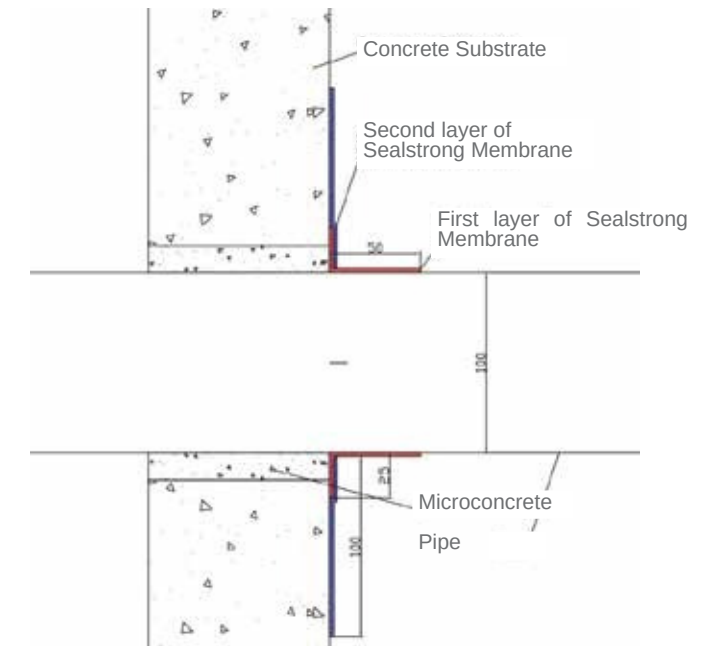 Concrete Substrate
Second layer of
Sealstrong Membrane
First layer of Sealstrong
Membrane
50
100
25
Microconcrete
100
Pipe